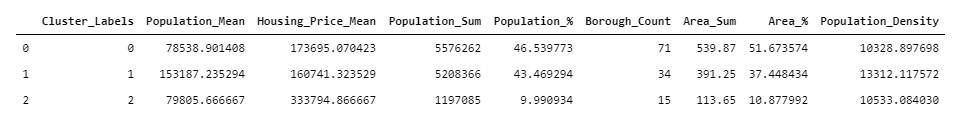 Cluster_Labels Population_Mean Housing_Price_Mean Population_Sum Population_% Borough_Count Area_Sum Area_% Population_Density
0 0 78538.901408 173695.070423 5576262 46.539773 71 539.87 51.673574 10328.897698
1 1 153187.235294 160741.323529 5208366 43.469294 34 391.25 37.448434 13312.117572
2 2 79805.666667 333794.866667 1197085 9.990934 15 113.65 10.877992 10533.084030